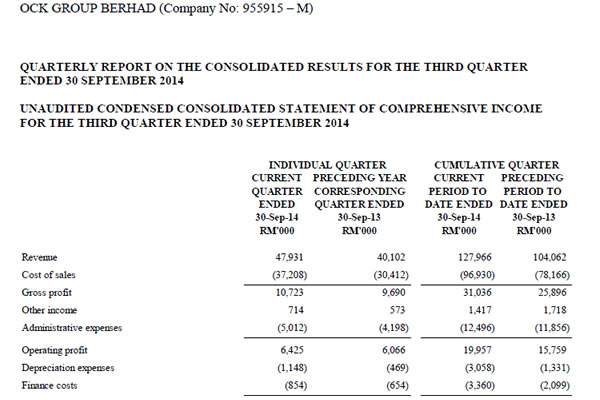 OCK GROUP BERHAD (Company No: 955915 – M)
QUARTERLY REPORT ON THE CONSOLIDATED RESULTS FOR THE THIRD QUARTER
ENDED 30 SEPTEMBER 2014
UNAUDITED CONDENSED CONSOLIDATED STATEMENT OF COMPREHENSIVE INCOME
FOR THE THIRD QUARTER ENDED 30 SEPTEMBER 2014
INDIVIDUAL QUARTER CUMULATIVE QUARTER
CURRENT PRECEDING YEAR CURRENT PRECEDING
QUARTER CORRESPONDING PERIOD TO PERIOD TO
ENDED QUARTER ENDED DATE ENDED DATE ENDED
30-Sep-14 30-Sep-13 30-Sep-14 30-Sep-13
RM'000 RM'000 RM'000 RM'000
Revenue 47,931 40,102 127,966 104,062
Cost of sales (37,208) (30,412) (96,930) (78,166)
Gross profit 10,723 9,690 31,036 25,896
Other income 714 573 1,417 1,718
Administrative expenses (5,012) (4,198) (12,496) (11,856)
Operating profit 6,425 6,066 19,957 15,759
Depreciation expenses (1,148) (469) (3,058) (1,331)
Finance costs (854) (654) (3,360) (2,099)